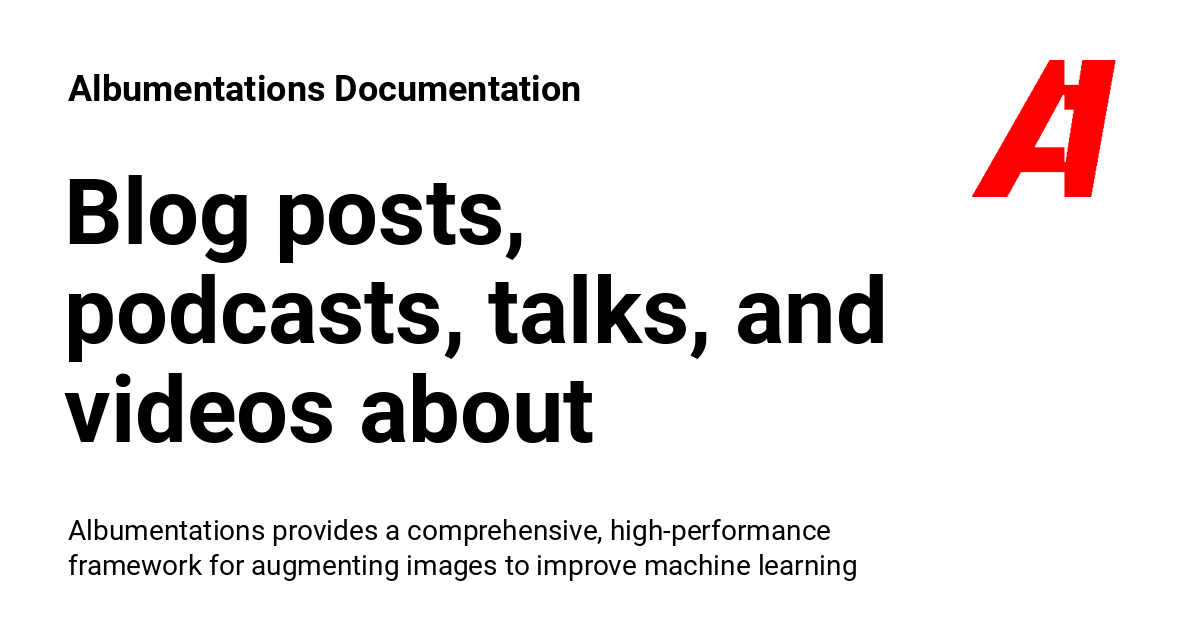 Albumentations Documentation
Blog posts,
podcasts, talks, and
videos about
Albumentations provides a comprehensive, high-performance
framework for augmenting images to improve machine learning